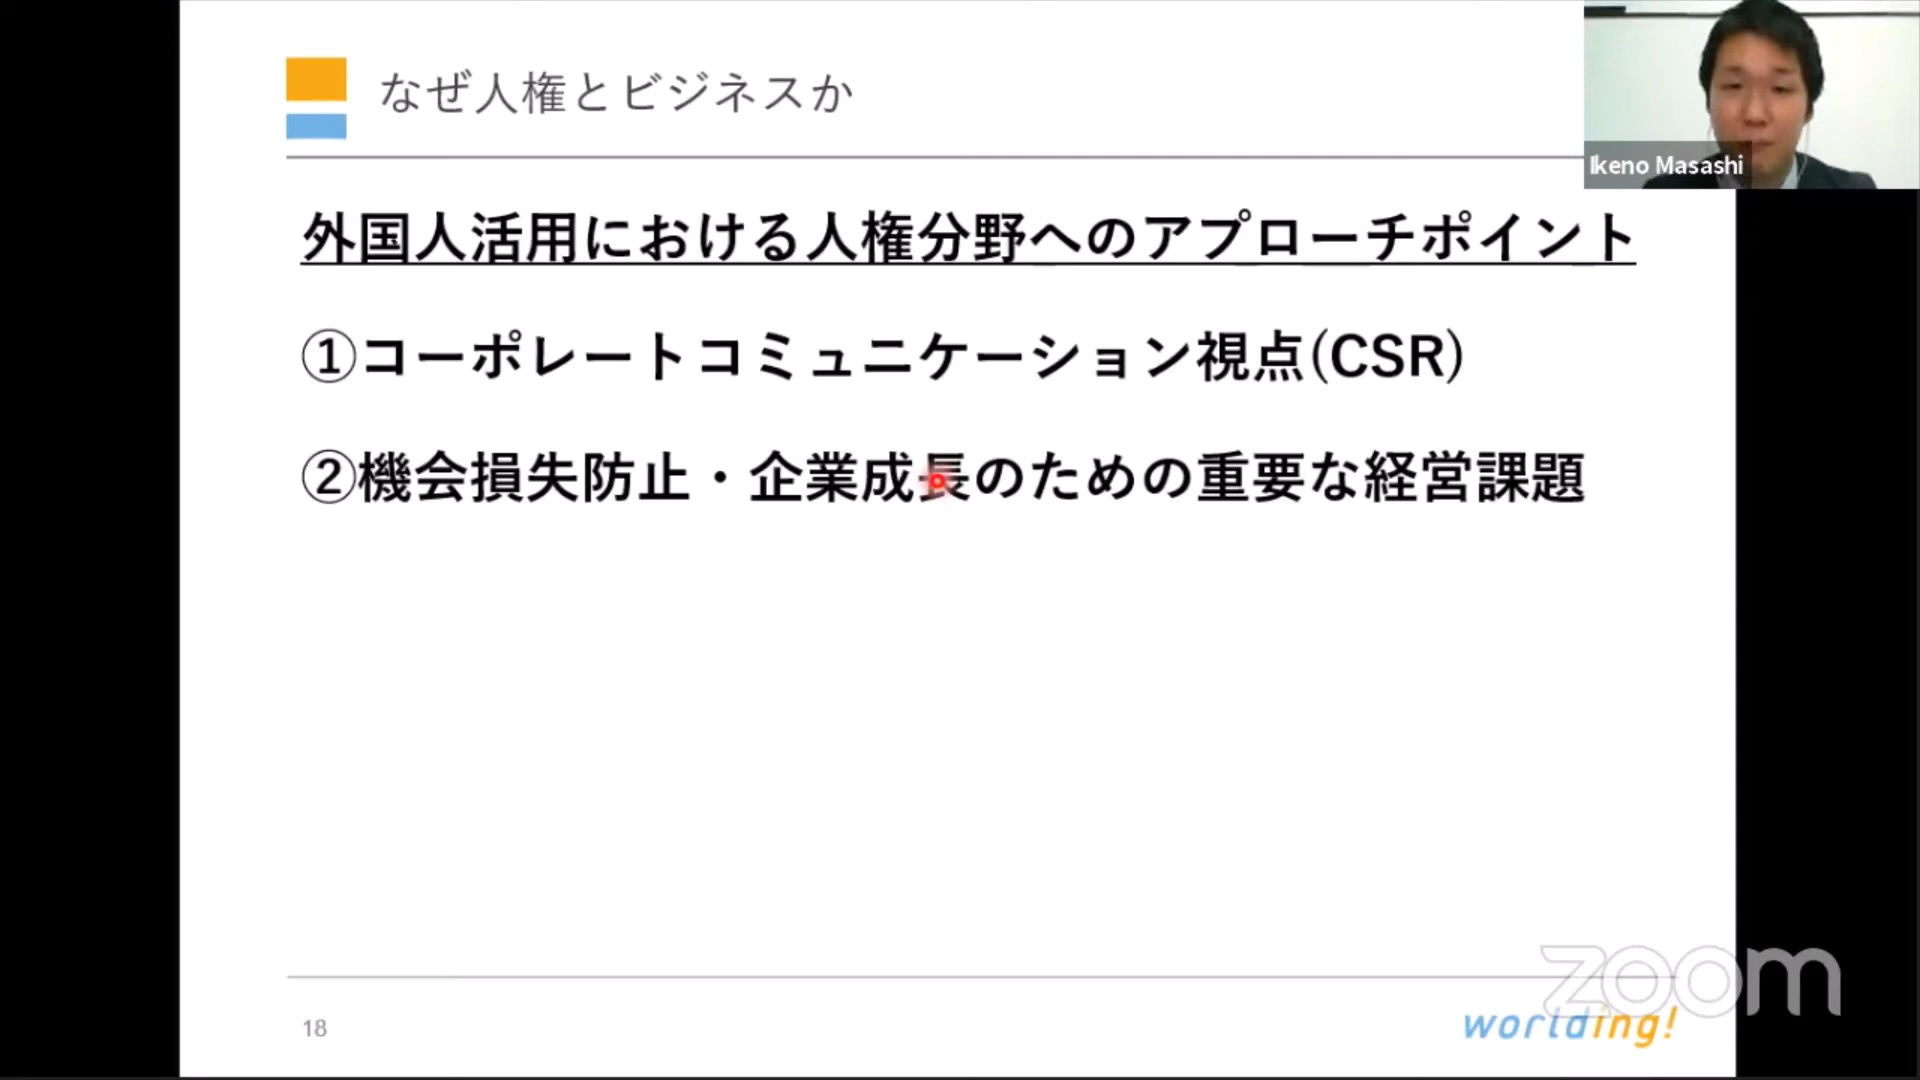 なぜ人権とビジネスか
Ikeno Masashi
外国人活用における人権分野へのアプローチポイント
①コーポレートコミュニケーション視点(CSR)
②機会損失防止・企業成長のための重要な経営課題
zoom
18
worlding!